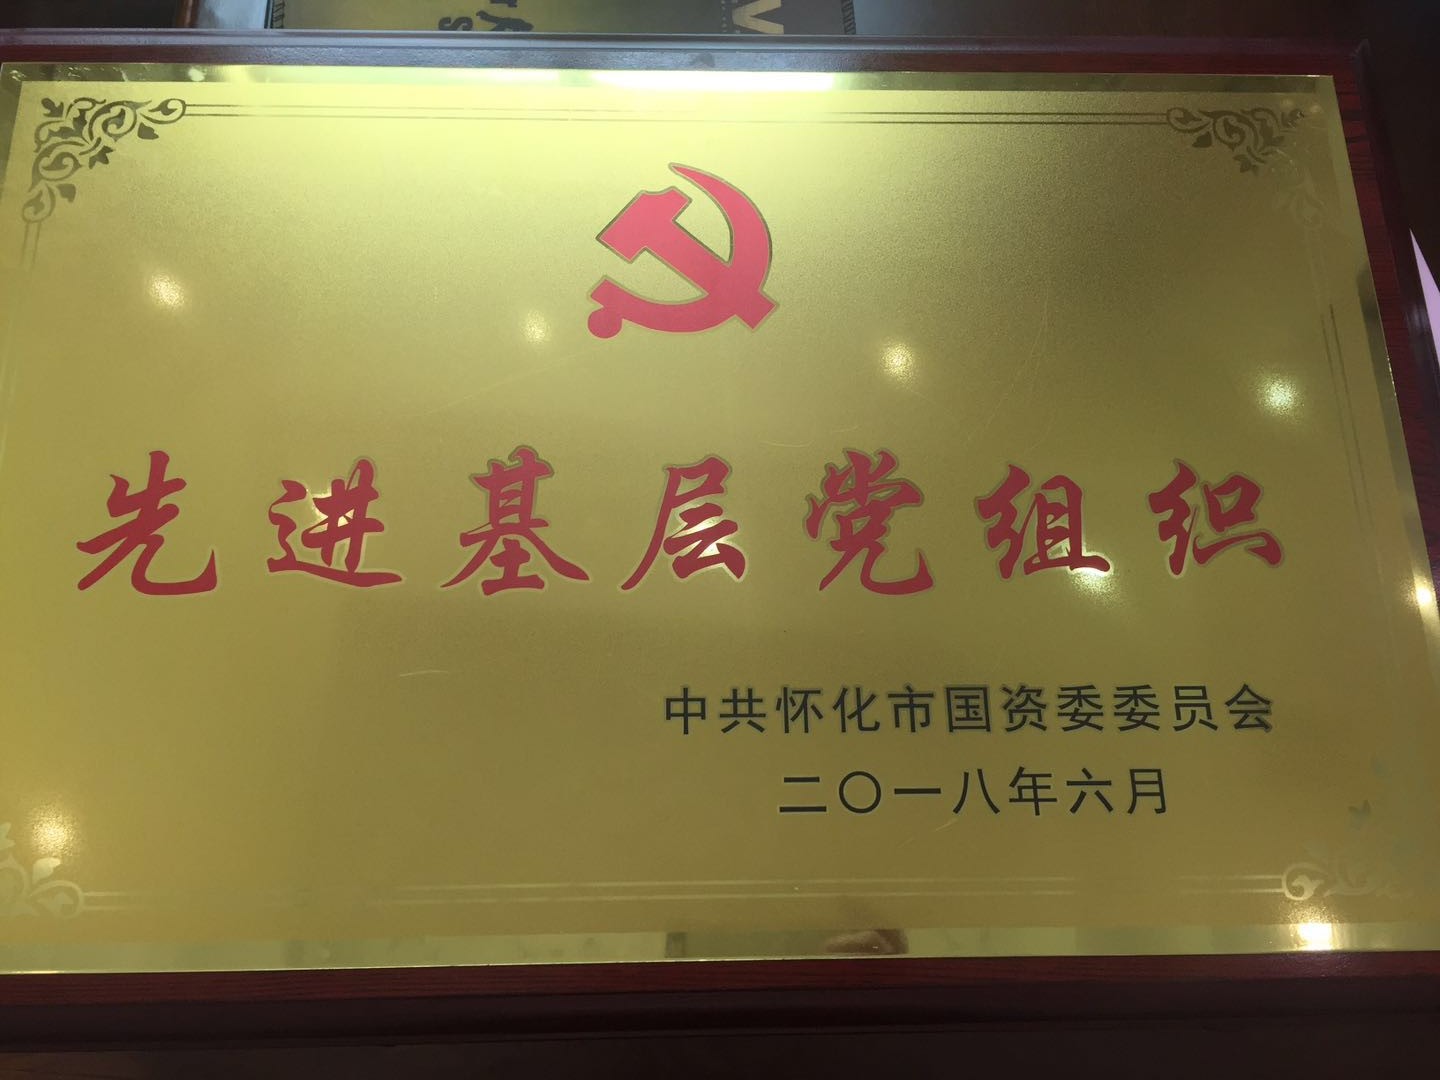 先进基层党组织
中共怀化市国资委委员会
二〇一八年六月